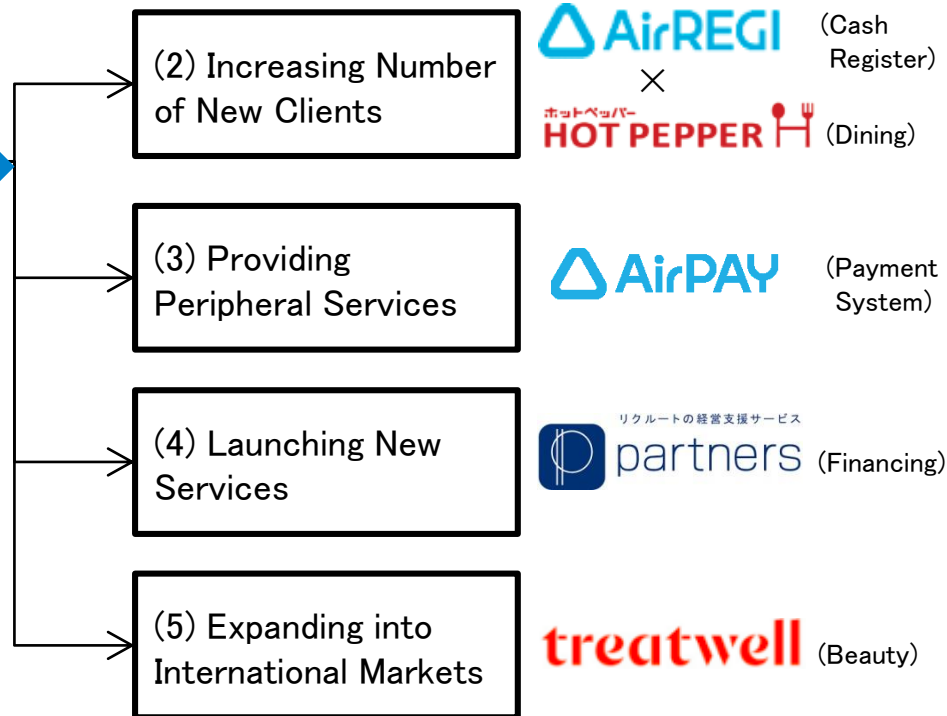 (2) Increasing Number
of New Clients
AirREGI
(Cash
Register)
×
ホットペッパー
HOT PEPPER
(Dining)
(3) Providing
Peripheral Services
AirPAY
(Payment
System)
(4) Launching New
Services
リクルートの経営支援サービス
partners
(Financing)
(5) Expanding into
International Markets
treatwell
(Beauty)